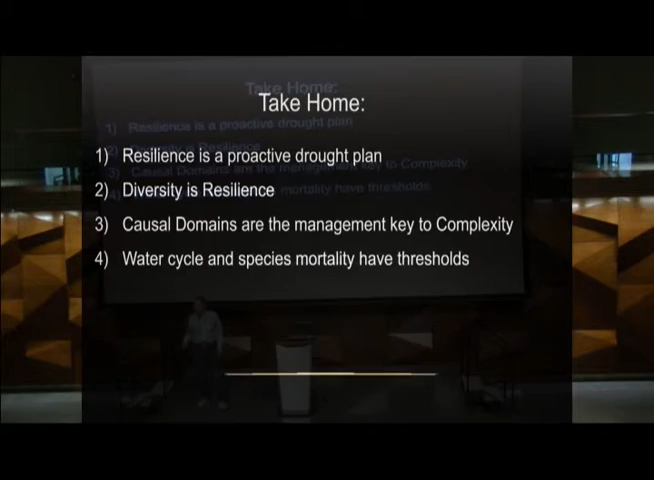 Take Home:
1) Resilience is a proactive drought plan
2) Diversity is Resilience
3) Causal Domains are the management key to Complexity
4) Water cycle and species mortality have thresholds